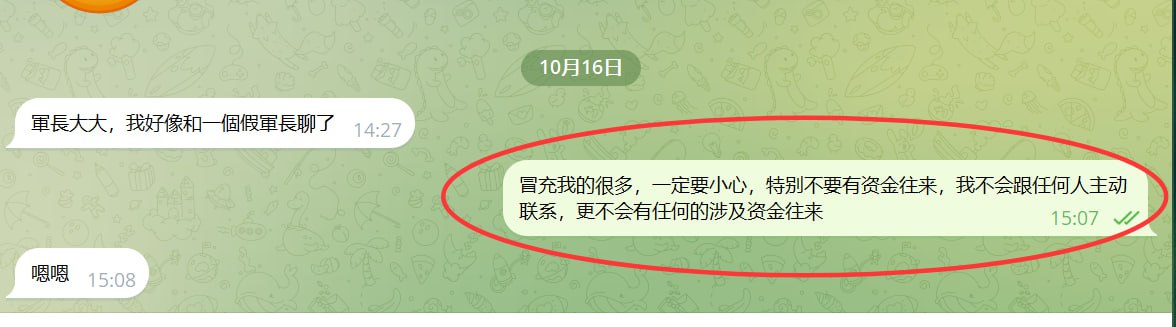 10月16日
軍長大大，我好像和一個假軍長聊了 14:27
冒充我的很多，一定要小心，特别不要有资金往来，我不会跟任何人主动
联系，更不会有任何的涉及资金往来 15:07
嗯嗯 15:08